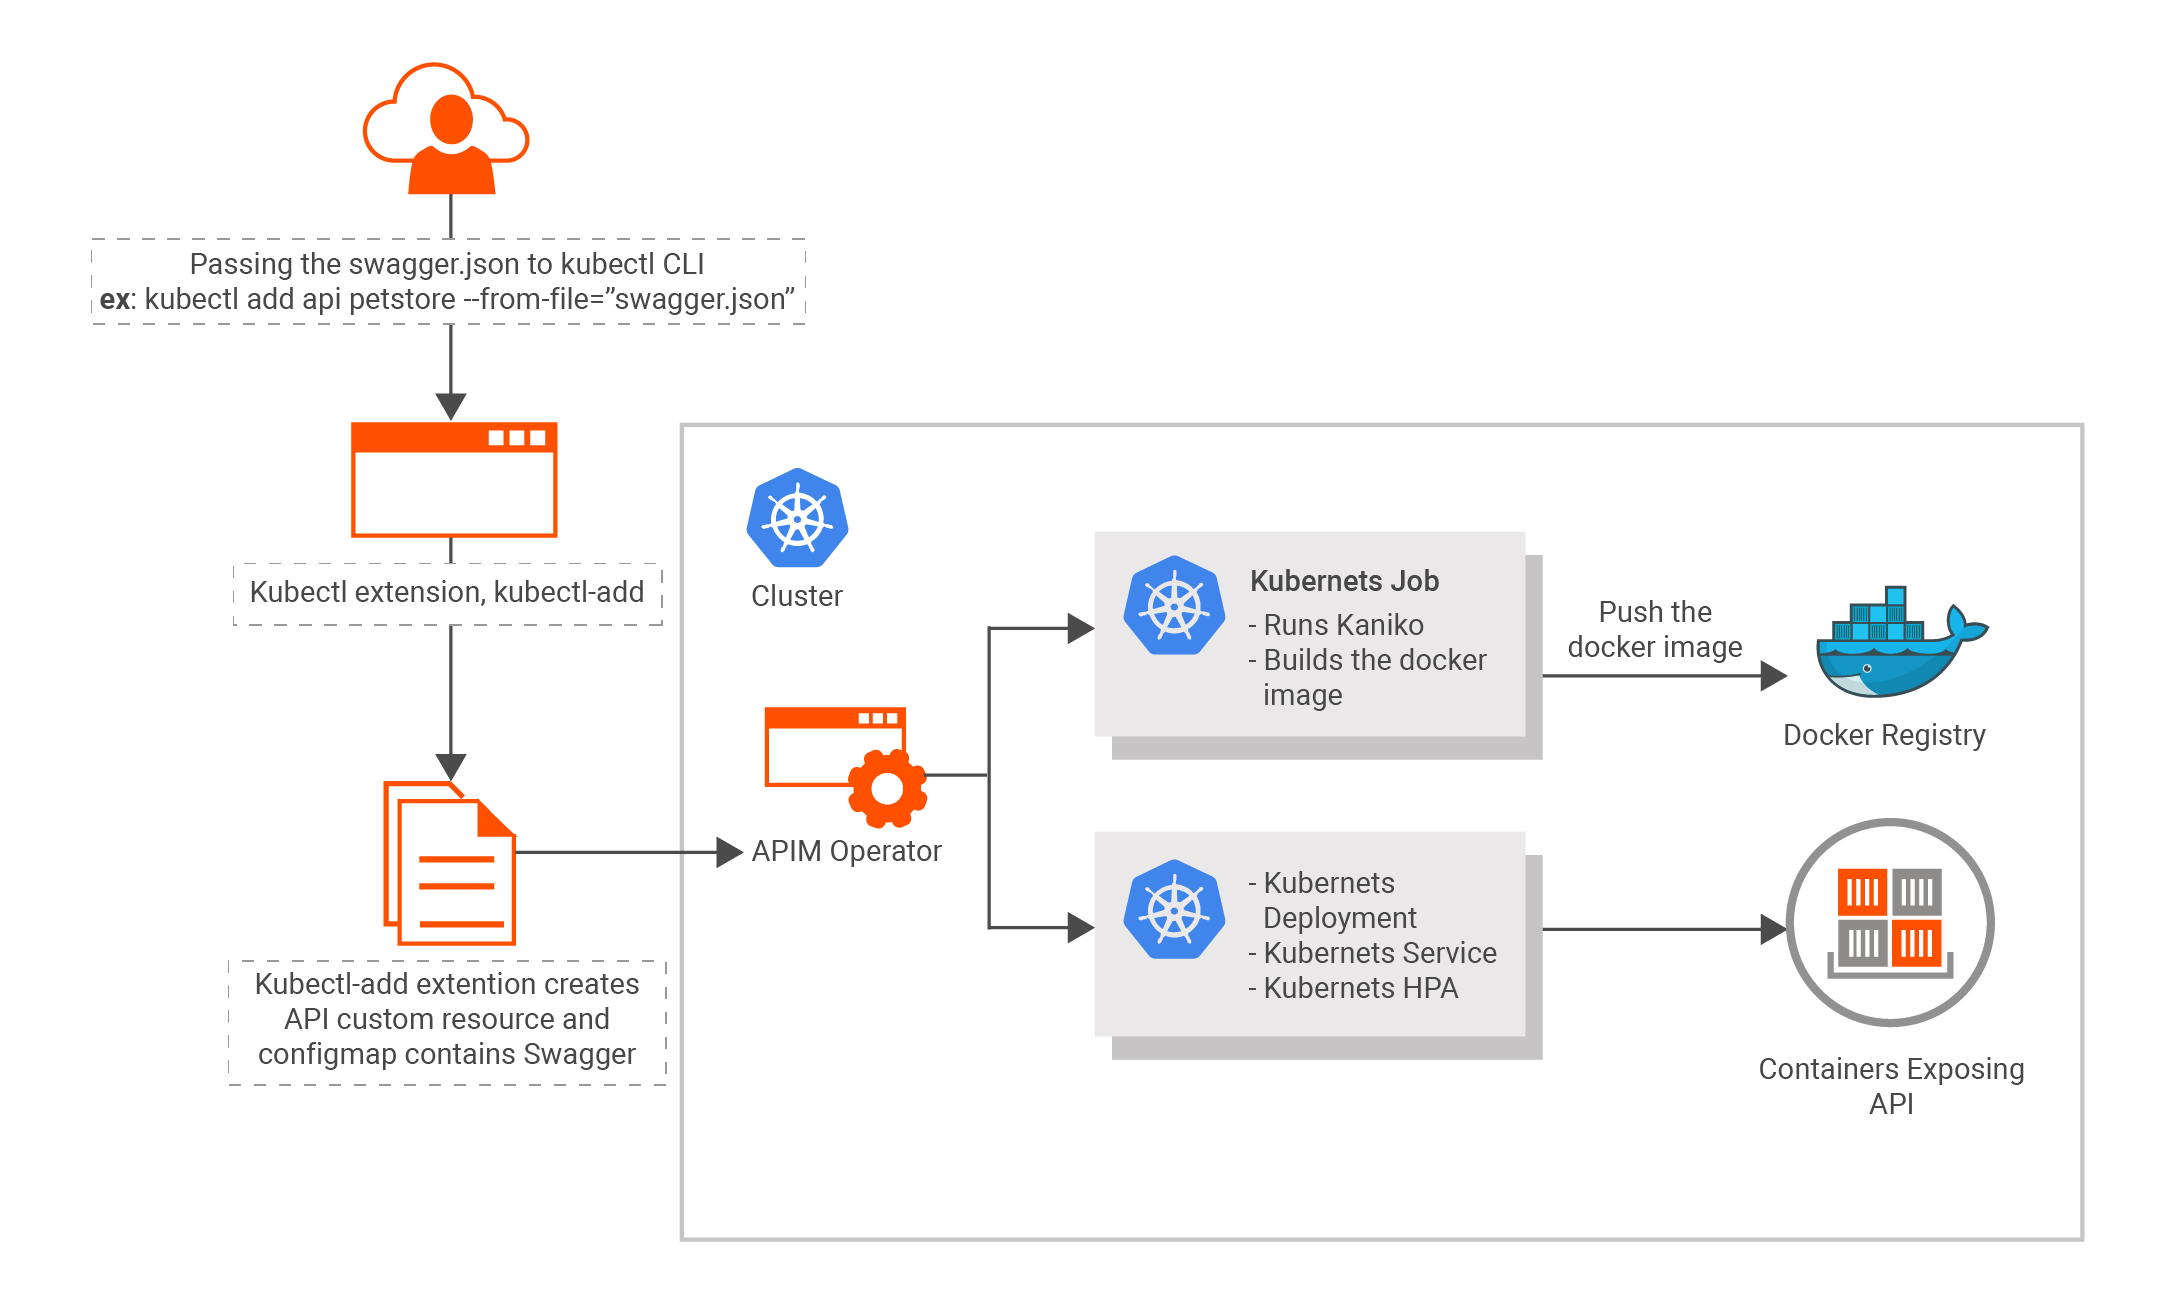 Passing the swagger.json to kubectl CLI
ex: kubectl add api petstore --from-file=”swagger.json”
Kubectl extension, kubectl-add
Kubectl-add extention creates
API custom resource and
configmap contains Swagger
Cluster
APIM Operator
Kubernets Job
- Runs Kaniko
- Builds the docker
image
Push the
docker image
Docker Registry
- Kubernets
Deployment
- Kubernets Service
- Kubernets HPA
Containers Exposing
API